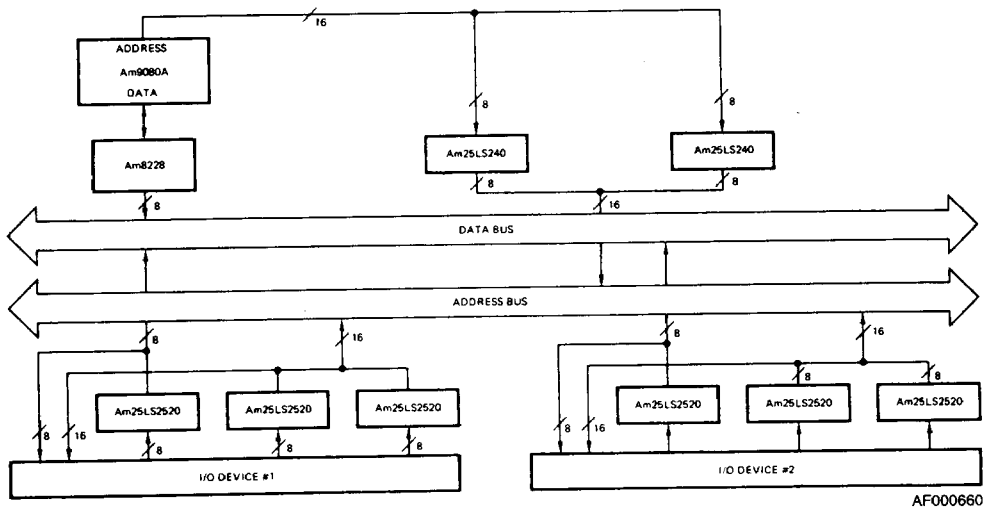 16
ADDRESS
Am9080A
DATA
8
8
Am8228
Am25LS240
Am25LS240
8
8
8
16
DATA BUS
ADDRESS BUS
8
16
8
16
8
8
Am25LS2520
Am25LS2520
Am25LS2520
Am25LS2520
Am25LS2520
Am25LS2520
8
16
8
8
8
8
16
I/O DEVICE #1
I/O DEVICE #2
AF000660